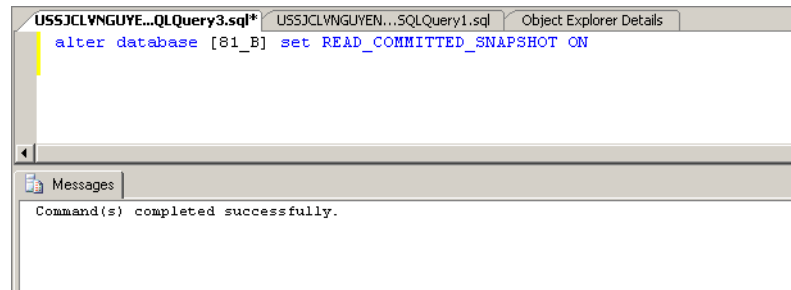 USSJCLVNGUYE...QLQuery3.sql* USSJCLVNGUYEN...SQLQuery1.sql Object Explorer Details
alter database [81_B] set READ_COMMITTED_SNAPSHOT ON
Messages
Command(s) completed successfully.